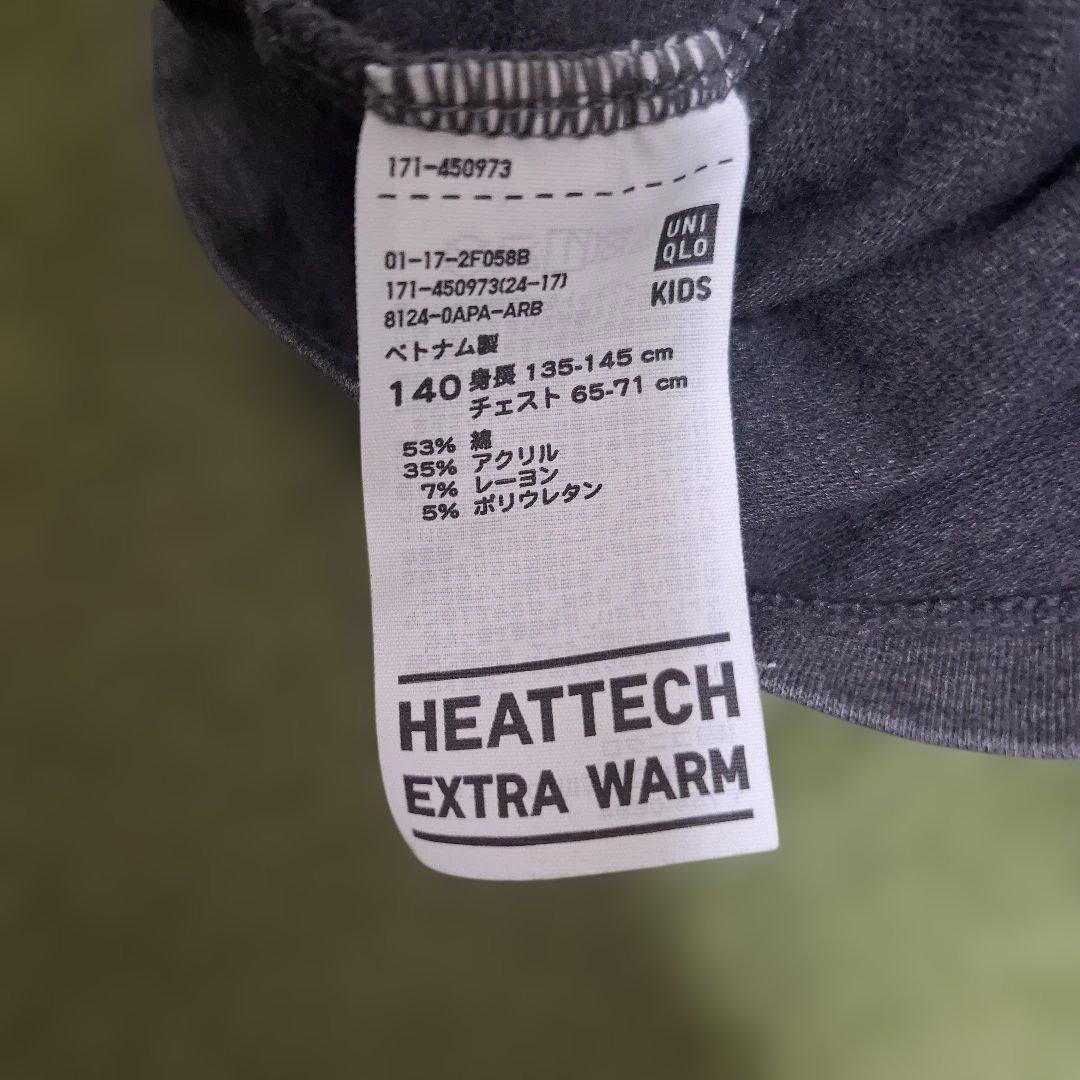 171-450973
UNI
QLO
KIDS
01-17-2F058B
171-450973(24-17)
8124-0APA-ARB
ベトナム製
140 身長 135-145 cm
チェスト 65-71 cm
53% 綿
35% アクリル
7% レーヨン
5% ポリウレタン
HEATTECH
EXTRA WARM